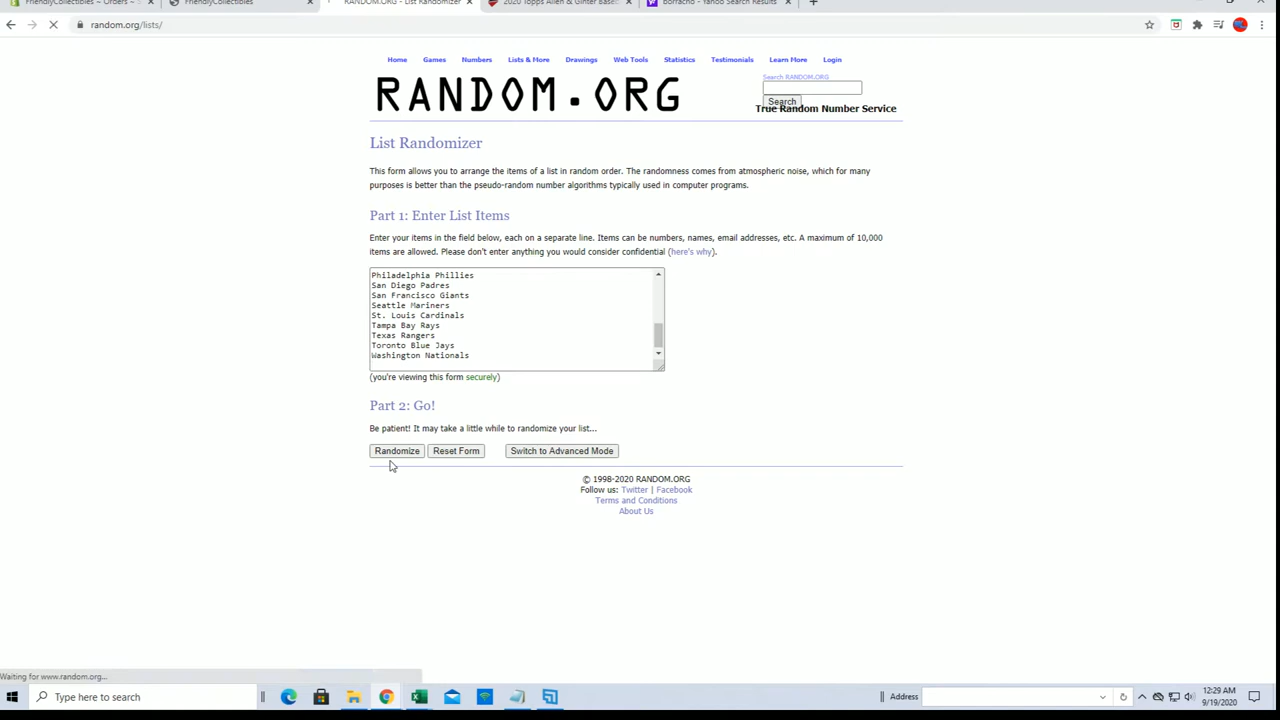 FriendlyCollectibles ~ Orders ~ S
FriendlyCollectibles
RANDOM.ORG - List Randomizer
2020 Topps Allen & Ginter Baseb
borracho - Yahoo Search Results
random.org/lists/
Home Games Numbers Lists & More Drawings Web Tools Statistics Testimonials Learn More Login
RANDOM.ORG
Search RANDOM.ORG
Search
True Random Number Service
List Randomizer
This form allows you to arrange the items of a list in random order. The randomness comes from atmospheric noise, which for many
purposes is better than the pseudo-random number algorithms typically used in computer programs.
Part 1: Enter List Items
Enter your items in the field below, each on a separate line. Items can be numbers, names, email addresses, etc. A maximum of 10,000
items are allowed. Please don't enter anything you would consider confidential (here's why).
Philadelphia Phillies
San Diego Padres
San Francisco Giants
Seattle Mariners
St. Louis Cardinals
Tampa Bay Rays
Texas Rangers
Toronto Blue Jays
Washington Nationals
(you're viewing this form securely)
Part 2: Go!
Be patient! It may take a little while to randomize your list...
Randomize Reset Form Switch to Advanced Mode
© 1998-2020 RANDOM.ORG
Follow us: Twitter | Facebook
Terms and Conditions
About Us
Waiting for www.random.org...
Type here to search
Address
12:29 AM
9/19/2020